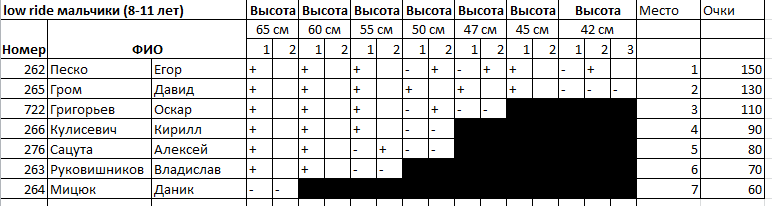 low ride мальчики (8-11 лет) Высота Высота Высота Высота Высота Высота Высота Место Очки
65 см 60 см 55 см 50 см 47 см 45 см 42 см
Номер ФИО 1 2 1 2 1 2 1 2 1 2 1 2 1 2 3
262 Песко Егор + + + - + - + + - + 1 150
265 Гром Давид + + + + + + - - - 2 130
722 Григорьев Оскар + + + - + - - 3 110
266 Кулисевич Кирилл + + + - - 4 90
276 Сацута Алексей + + - + - - 5 80
263 Руковишников Владислав + + - - 6 70
264 Мицюк Даник - - 7 60